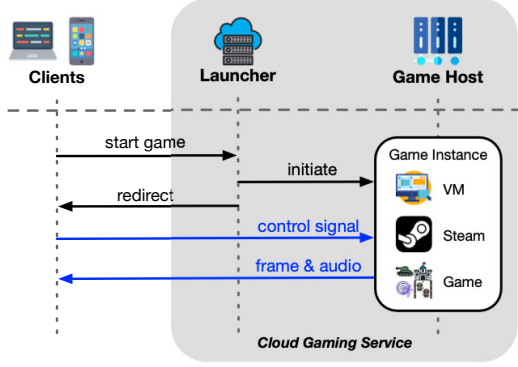 Clients
Launcher
Game Host
start game
initiate
redirect
control signal
frame & audio
Game Instance
VM
Steam
Game
Cloud Gaming Service